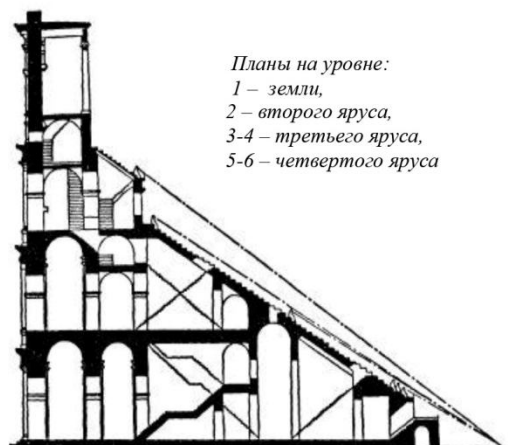 Планы на уровне:
1 – земли,
2 – второго яруса,
3-4 – третьего яруса,
5-6 – четвертого яруса